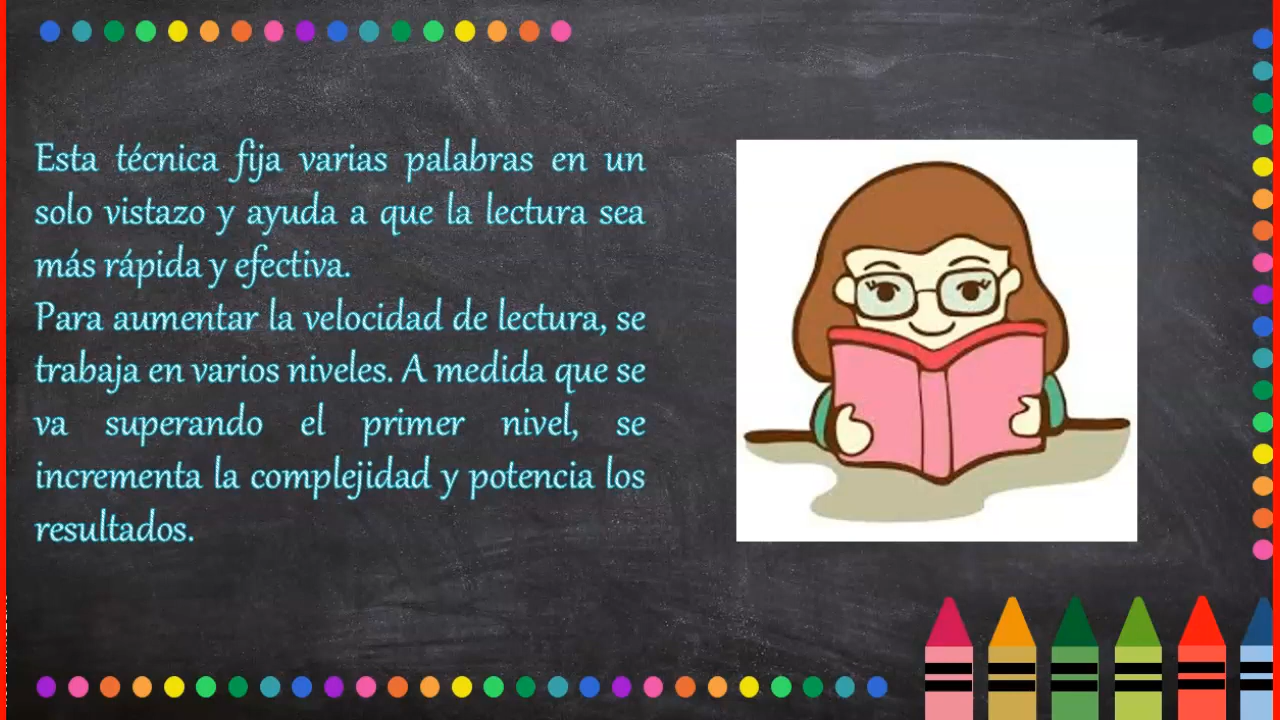 Esta técnica fija varias palabras en un
solo vistazo y ayuda a que la lectura sea
más rápida y efectiva.
Para aumentar la velocidad de lectura, se
trabaja en varios niveles. A medida que se
va superando el primer nivel, se
incrementa la complejidad y potencia los
resultados.